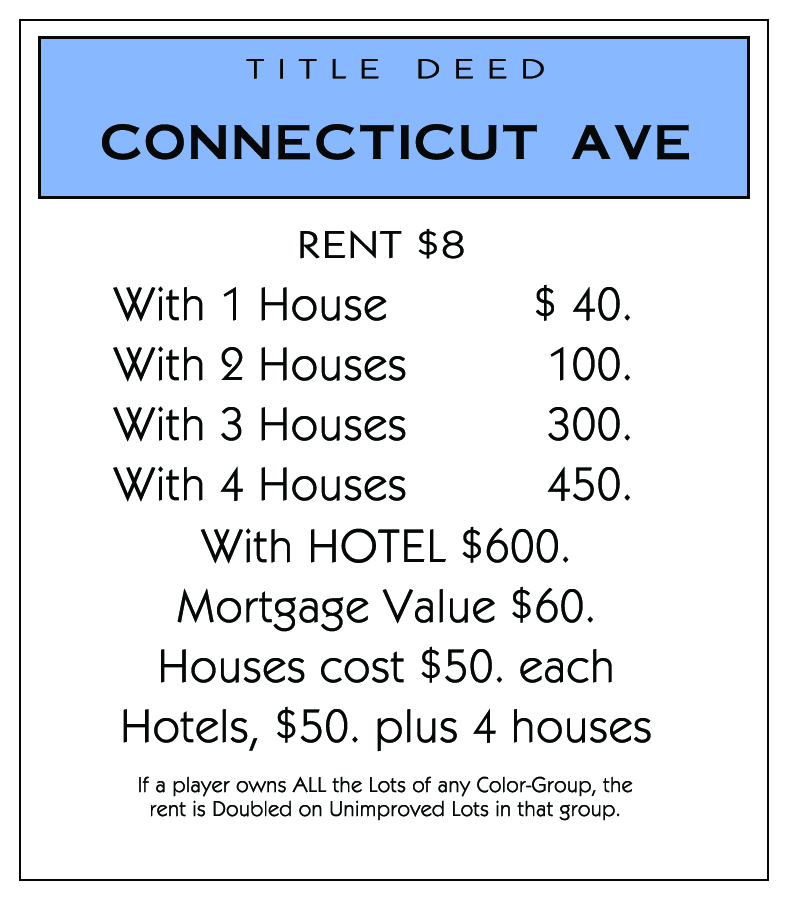 TITLE DEED
CONNECTICUT AVE
RENT $8
With 1 House $ 40.
With 2 Houses 100.
With 3 Houses 300.
With 4 Houses 450.
With HOTEL $600.
Mortgage Value $60.
Houses cost $50. each
Hotels, $50. plus 4 houses
If a player owns ALL the Lots of any Color-Group, the
rent is Doubled on Unimproved Lots in that group.